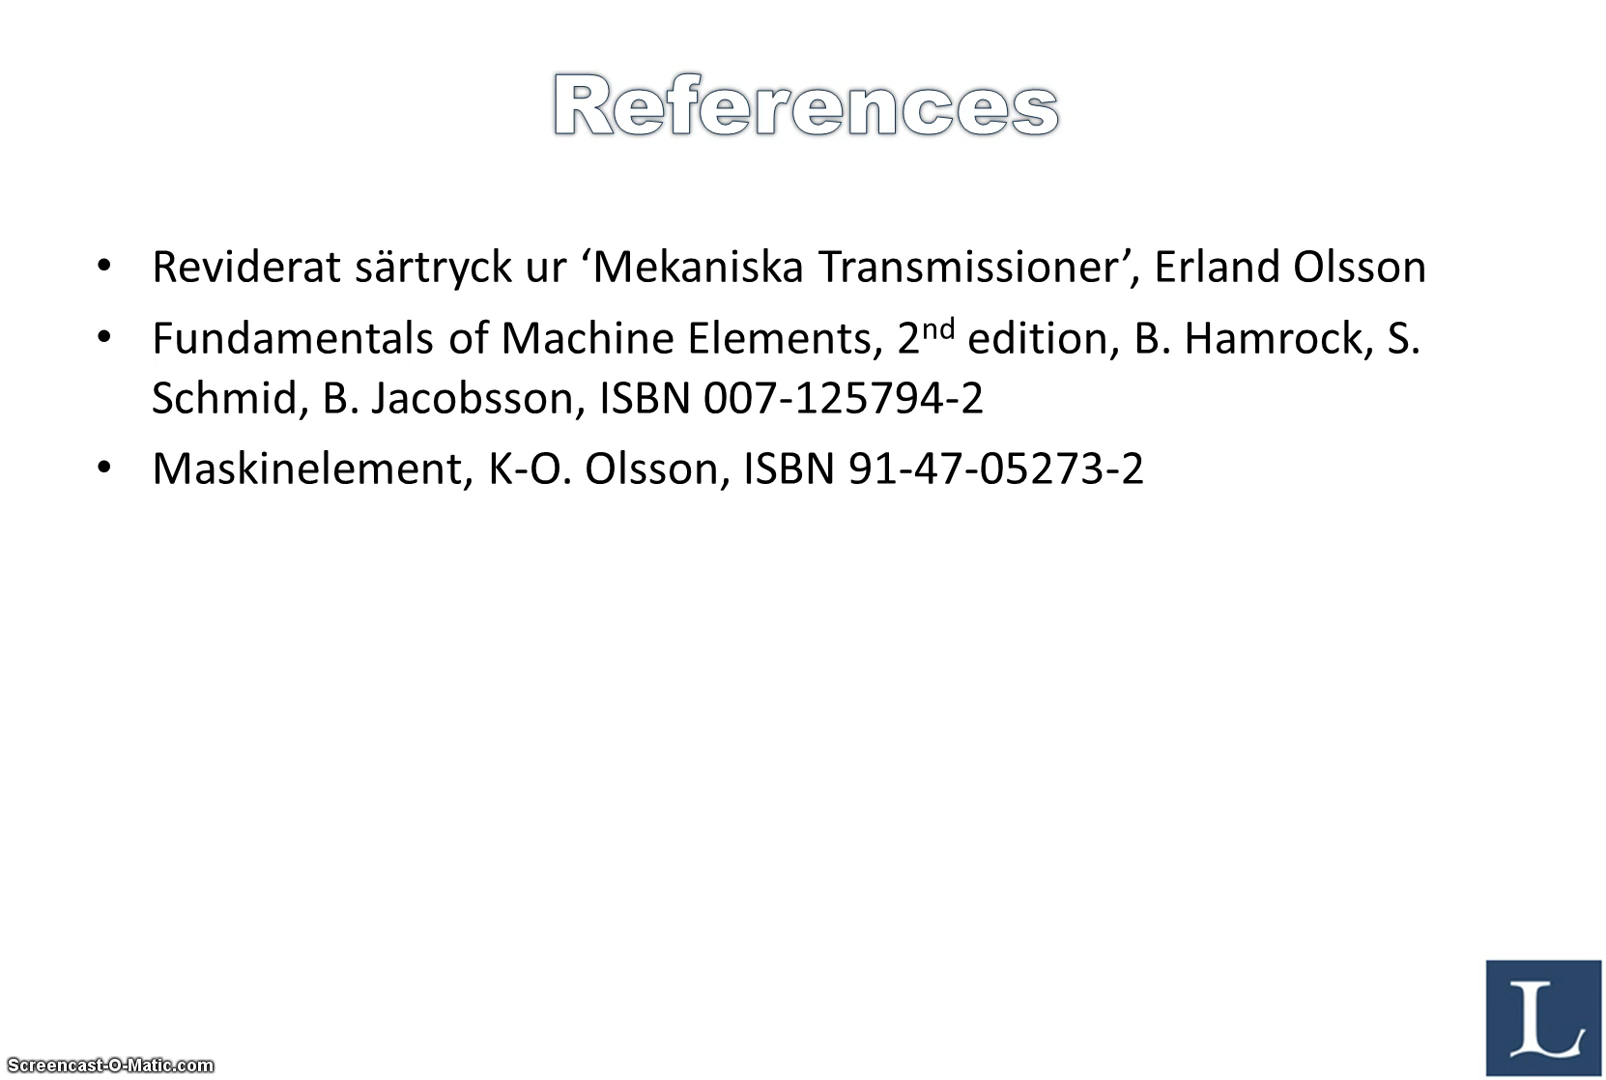 References
• Reviderat särtryck ur ‘Mekaniska Transmissioner’, Erland Olsson
• Fundamentals of Machine Elements, 2nd edition, B. Hamrock, S.
Schmid, B. Jacobsson, ISBN 007-125794-2
• Maskinelement, K-O. Olsson, ISBN 91-47-05273-2
L
Screencast-O-Matic.com